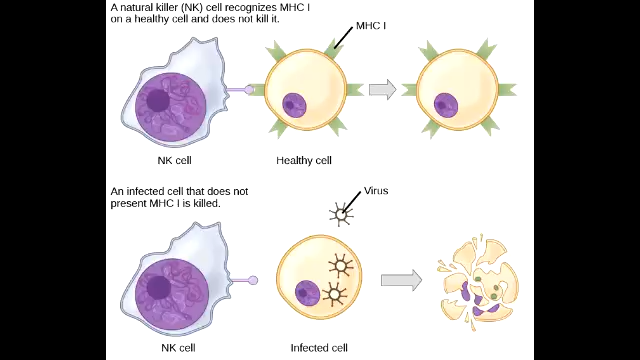 A natural killer (NK) cell recognizes MHC I
on a healthy cell and does not kill it.
MHC I
NK cell
Healthy cell
An infected cell that does not
present MHC I is killed.
Virus
NK cell
Infected cell